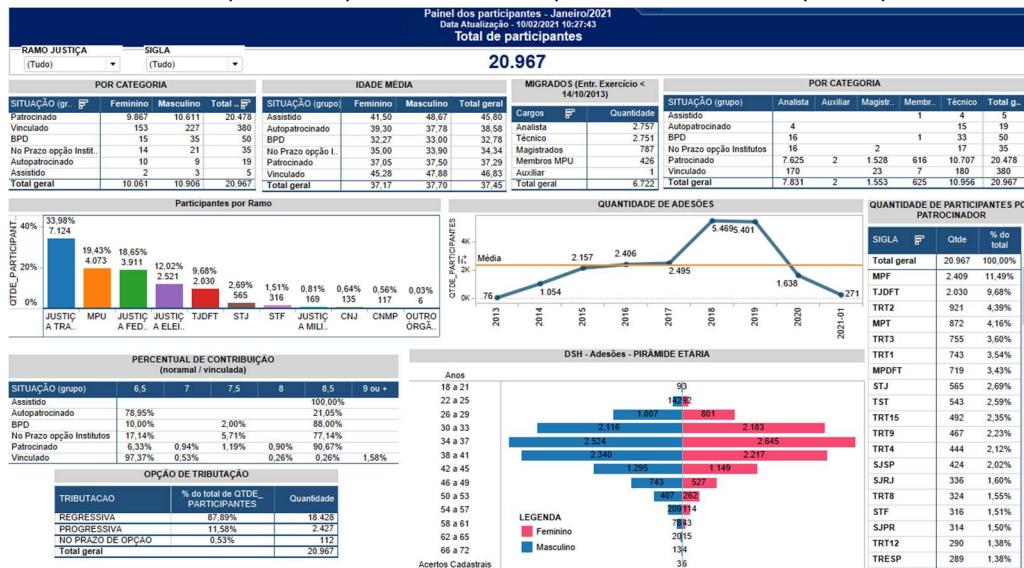 Painel dos participantes - Janeiro/2021
Data Atualização - 10/02/2021 10:27:43
Total de participantes
RAMO JUSTIÇA SIGLA
(Tudo) (Tudo)
20.967
POR CATEGORIA
SITUAÇÃO (gr.. Feminino Masculino Total ..
Patrocinado 9.867 10.611 20.478
Vinculado 153 227 380
BPD 15 35 50
No Prazo opção Instit.. 14 21 35
Autopatrocinado 10 9 19
Assistido 2 3 5
Total geral 10.061 10.906 20.967
IDADE MÉDIA
SITUAÇÃO (grupo) Feminino Masculino Total geral
Assistido 41,50 48,67 45,80
Autopatrocinado 39,30 37,78 38,58
BPD 32,27 33,00 32,78
No Prazo opção I.. 35,00 33,90 34,34
Patrocinado 37,05 37,50 37,29
Vinculado 45,28 47,88 46,83
Total geral 37,17 37,70 37,45
MIGRADOS (Entr. Exercício <
14/10/2013)
Cargos Quantidade
Analista 2.757
Técnico 2.751
Magistrados 787
Membros MPU 426
Auxiliar 1
Total geral 6.722
POR CATEGORIA
SITUAÇÃO (grupo) Analista Auxiliar Magistr.. Membr.. Técnico Total g..
Assistido 1 4 5
Autopatrocinado 4 15 19
BPD 16 1 33 50
No Prazo opção Institutos 16 2 17 35
Patrocinado 7.625 2 1.528 616 10.707 20.478
Vinculado 170 23 7 180 380
Total geral 7.831 2 1.553 625 10.956 20.967
Participantes por Ramo
QTDE_PARTICIPANT..
40%
20%
0%
33,98%
7.124
19,43%
4.073
18,65%
3.911
12,02%
2.521
9,68%
2.030
2,69%
565
1,51%
316
0,81%
169
0,64%
135
0,56%
117
0,03%
6
JUSTIÇ MPU JUSTIÇ JUSTIÇ TJDFT STJ STF JUSTIÇ CNJ CNMP OUTRO
A TRA.. A FED.. A ELEI.. A MILI.. ÓRGÃ..
QUANTIDADE DE ADESÕES
QTDE_PARTICIPANTES
4K
2K
0K
Média
76
1.054
2.157
2.406
2.495
5.469
5.401
1.638
271
2013 2014 2015 2016 2017 2018 2019 2020 2021-01
QUANTIDADE DE PARTICIPANTES PO
PATROCINADOR
SIGLA Qtde % do
total
Total geral 20.967 100,00%
MPF 2.409 11,49%
TJDFT 2.030 9,68%
TRT2 921 4,39%
MPT 872 4,16%
TRT3 755 3,60%
TRT1 743 3,54%
MPDFT 719 3,43%
STJ 565 2,69%
TST 543 2,59%
TRT15 492 2,35%
TRT9 467 2,23%
TRT4 444 2,12%
SJSP 424 2,02%
SJRJ 336 1,60%
TRT8 324 1,55%
STF 316 1,51%
SJPR 314 1,50%
TRT12 290 1,38%
TRESP 289 1,38%
PERCENTUAL DE CONTRIBUIÇÃO
(noramal / vinculada)
SITUAÇÃO (grupo) 6,5 7 7,5 8 8,5 9 ou +
Assistido 100,00%
Autopatrocinado 78,95% 21,05%
BPD 10,00% 2,00% 88,00%
No Prazo opção Institutos 17,14% 5,71% 77,14%
Patrocinado 6,33% 0,94% 1,19% 0,90% 90,67%
Vinculado 97,37% 0,53% 0,26% 0,26% 1,58%
OPÇÃO DE TRIBUTAÇÃO
TRIBUTACAO % do total de QTDE_
PARTICIPANTES Quantidade
REGRESSIVA 87,89% 18.428
PROGRESSIVA 11,58% 2.427
NO PRAZO DE OPÇAO 0,53% 112
Total geral 20.967
DSH - Adesões - PIRÂMIDE ETÁRIA
Anos
18 a 21 9 3
22 a 25 142 92
26 a 29 1.007 801
30 a 33 2.116 2.183
34 a 37 2.524 2.645
38 a 41 2.340 2.217
42 a 45 1.295 1.149
46 a 49 743 527
50 a 53 407 262
54 a 57 209 114
58 a 61 78 43
62 a 65 20 15
66 a 72 13 4
Acertos Cadastrais 3 6
LEGENDA
Feminino
Masculino